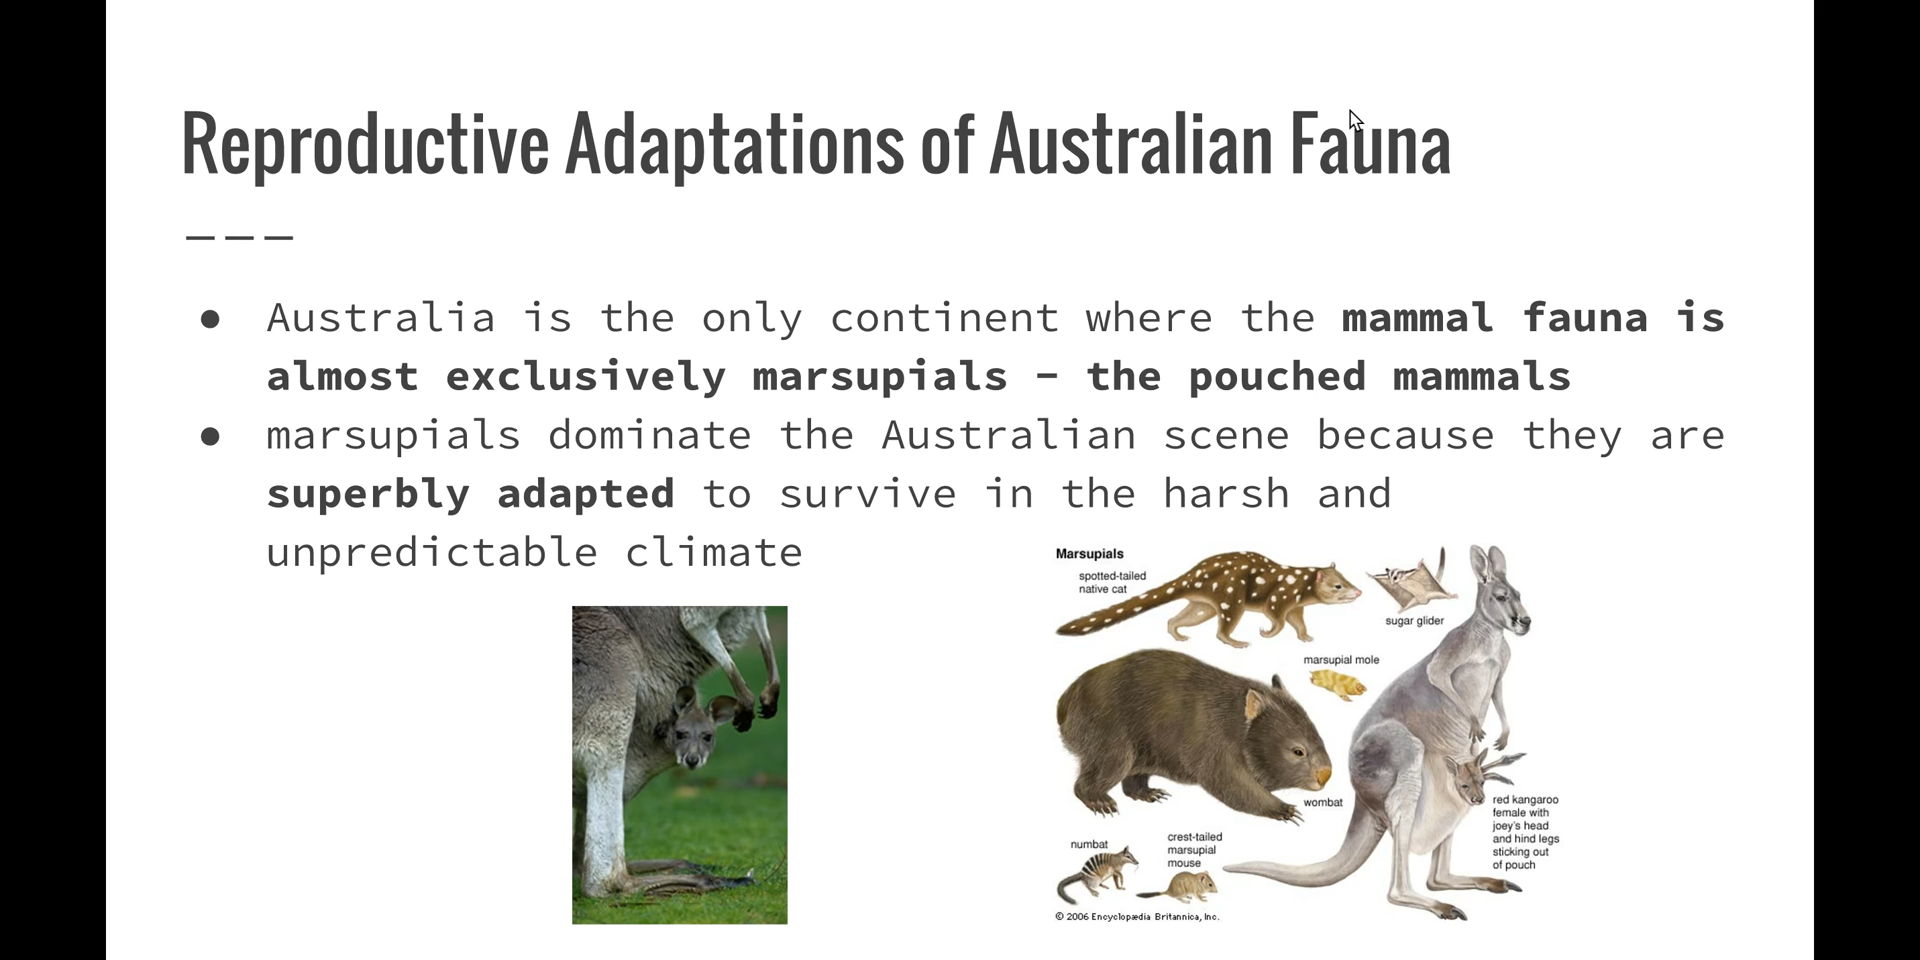 Reproductive Adaptations of Australian Fauna
● Australia is the only continent where the mammal fauna is
almost exclusively marsupials – the pouched mammals
● marsupials dominate the Australian scene because they are
superbly adapted to survive in the harsh and
unpredictable climate
Marsupials
spotted-tailed
native cat
sugar glider
marsupial mole
wombat
red kangaroo
female with
joey's head
and hind legs
sticking out
of pouch
numbat
crest-tailed
marsupial
mouse
© 2006 Encyclopædia Britannica, Inc.